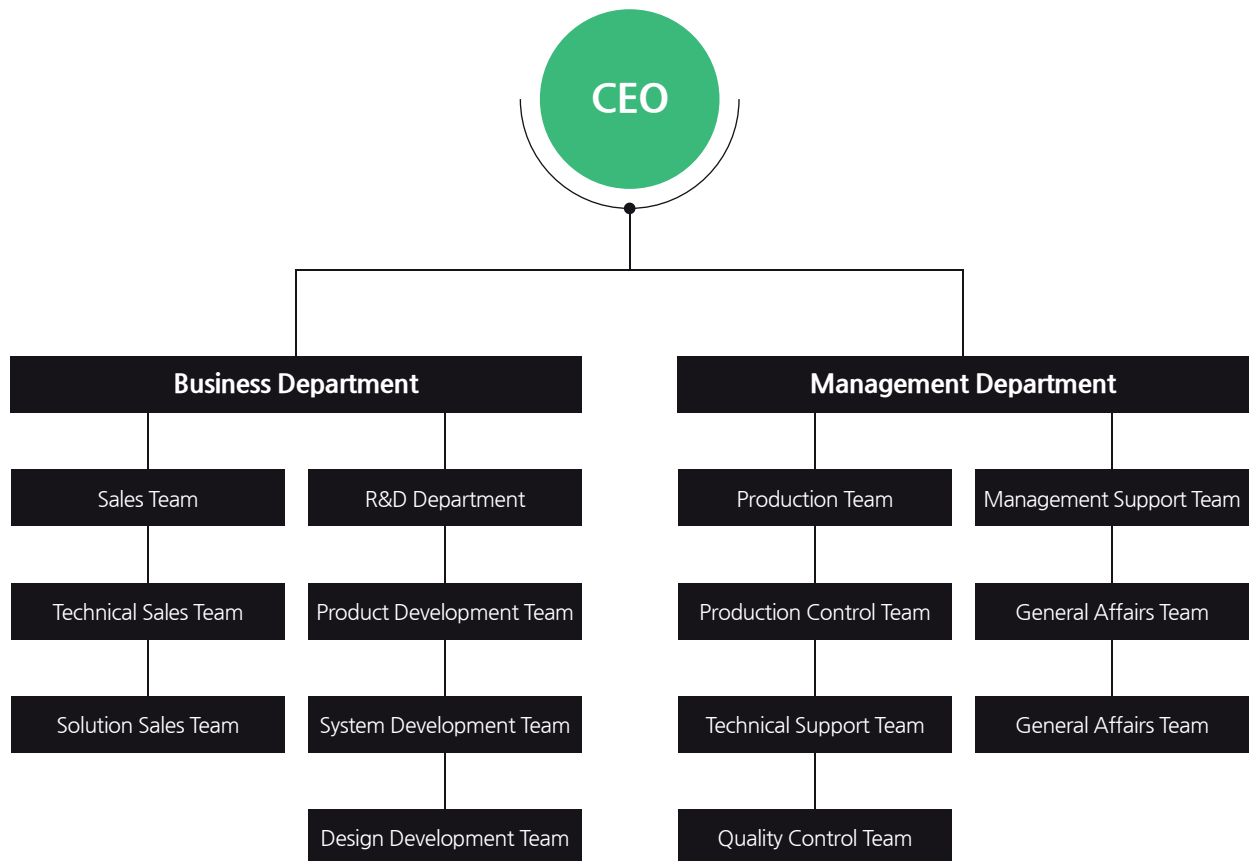 CEO
Business Department
Management Department
Sales Team
R&D Department
Production Team
Management Support Team
Technical Sales Team
Product Development Team
Production Control Team
General Affairs Team
Solution Sales Team
System Development Team
Technical Support Team
General Affairs Team
Design Development Team
Quality Control Team